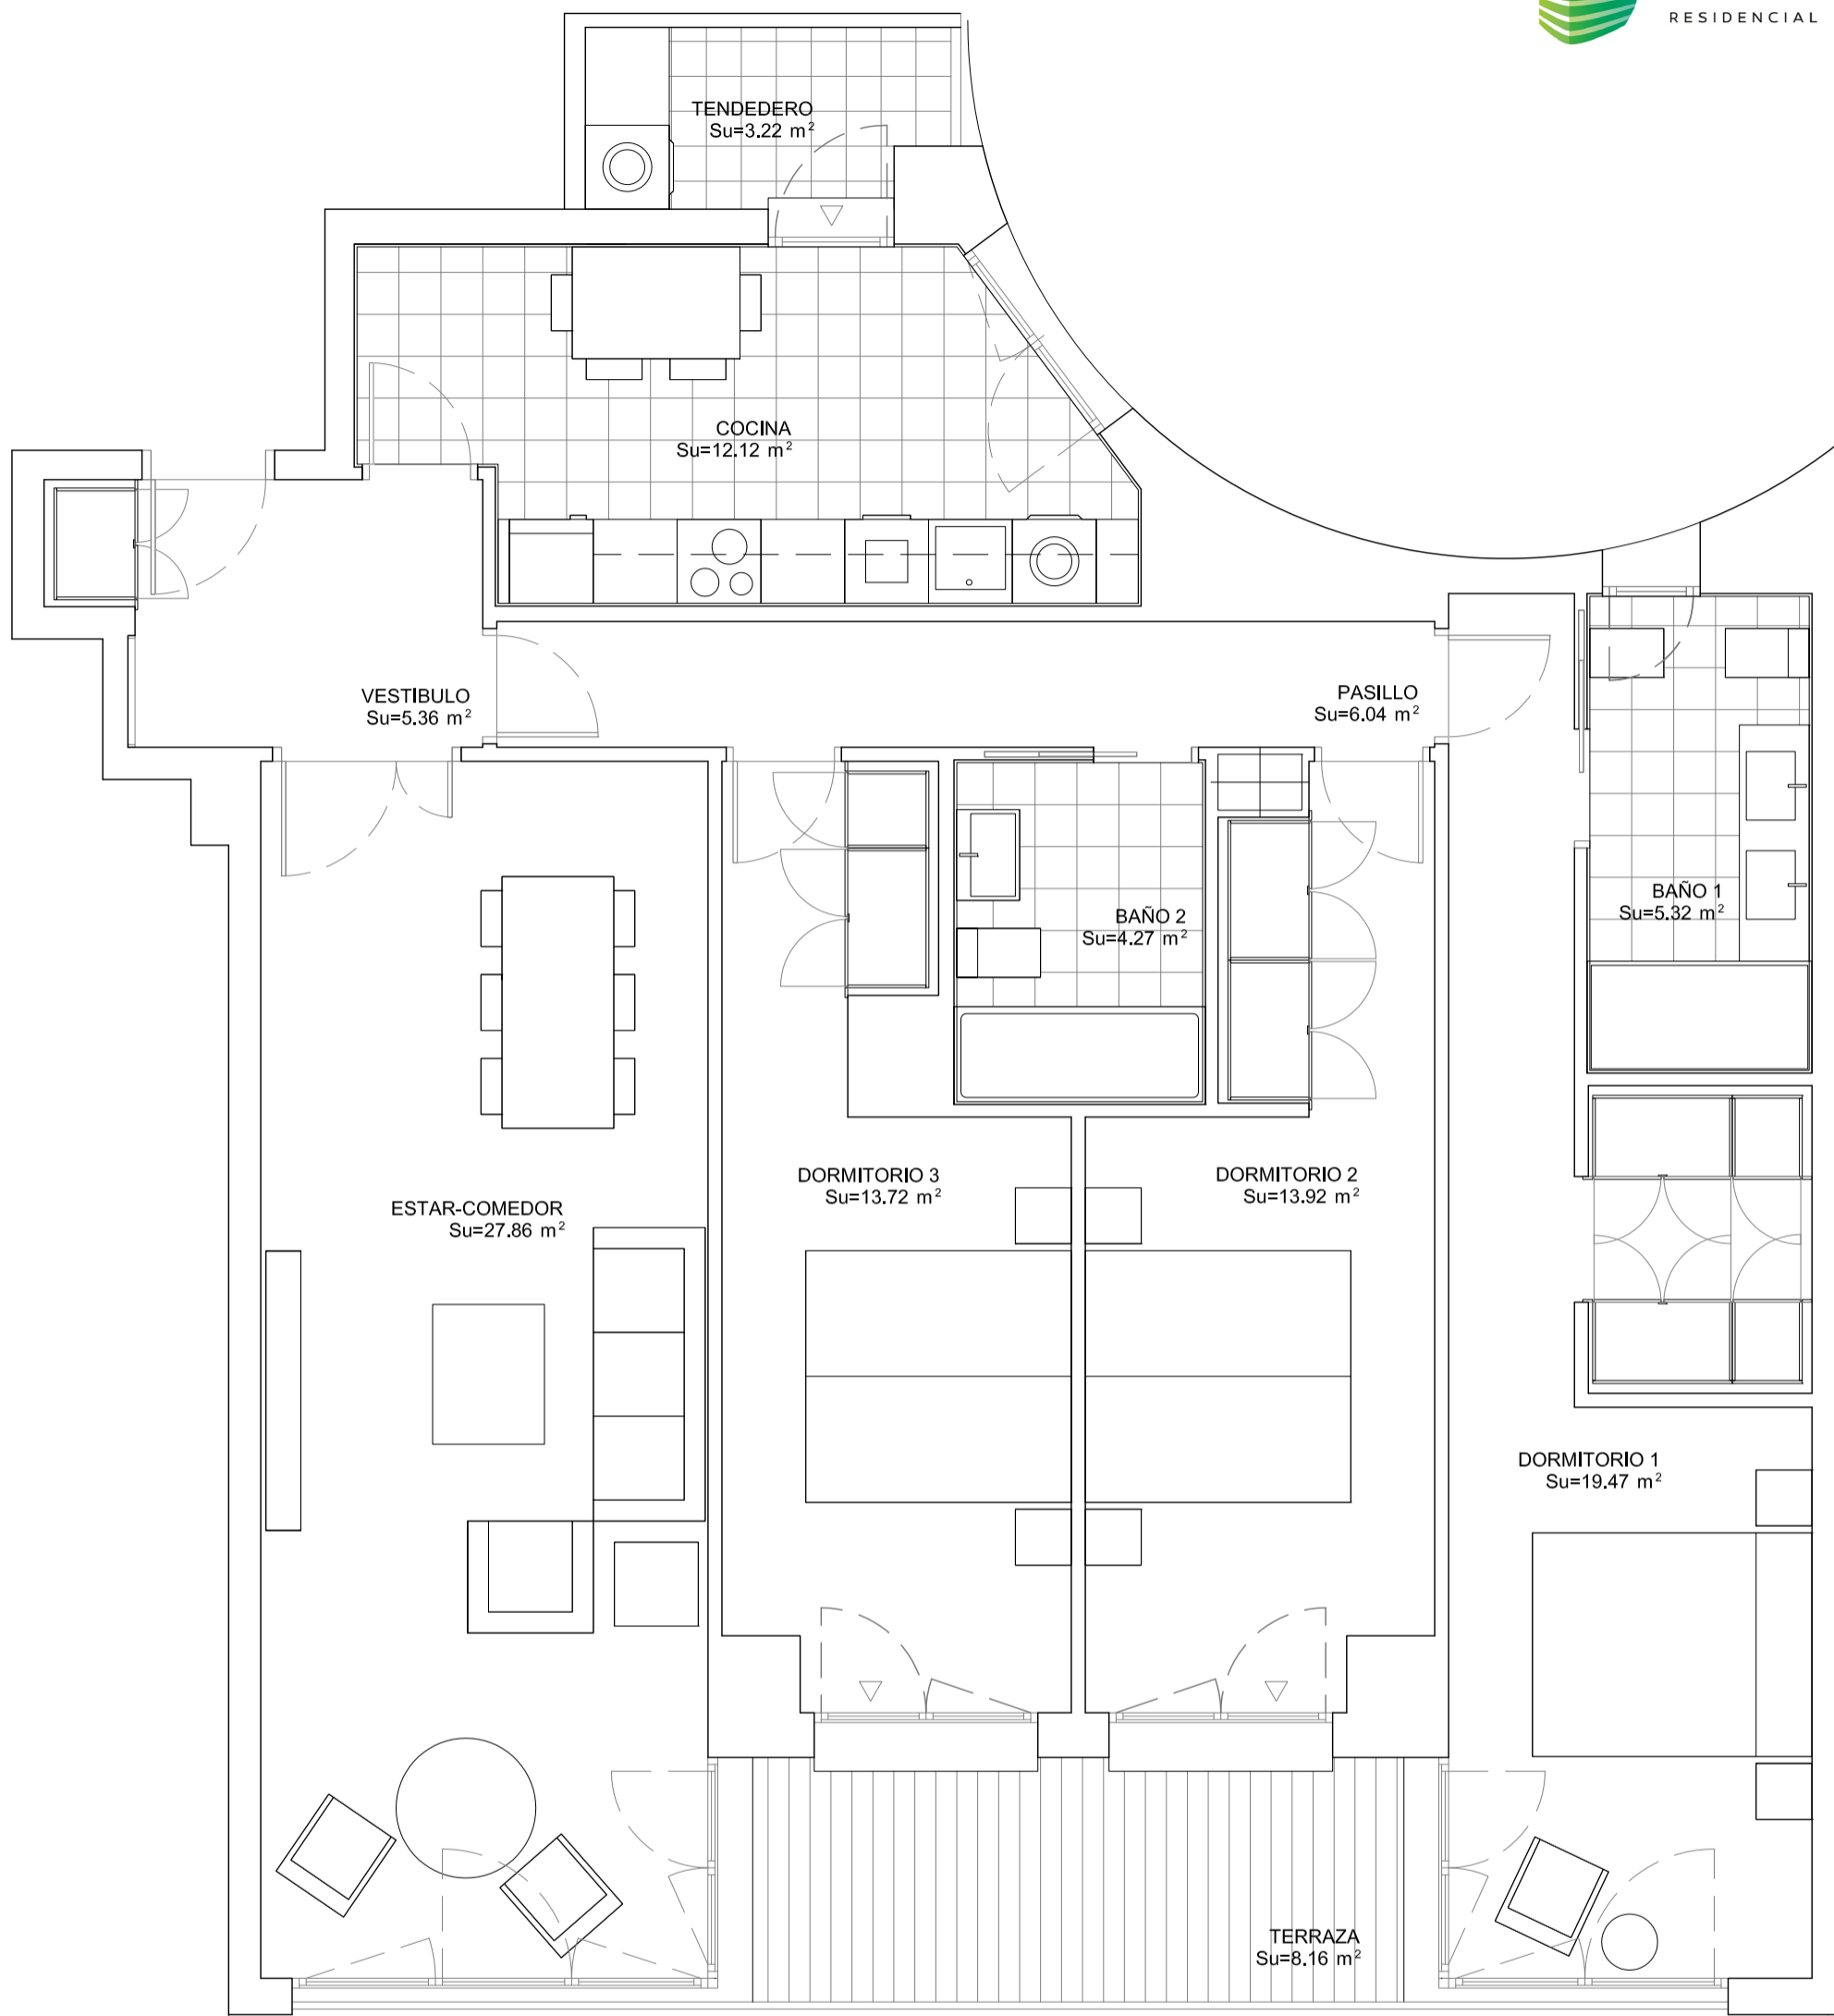 RESIDENCIAL
TENDEDERO
Su=3.22 m²
COCINA
Su=12.12 m²
VESTÍBULO
Su=5.36 m²
PASILLO
Su=6.04 m²
BAÑO 1
Su=5.32 m²
BAÑO 2
Su=4.27 m²
DORMITORIO 3
Su=13.72 m²
DORMITORIO 2
Su=13.92 m²
ESTAR-COMEDOR
Su=27.86 m²
DORMITORIO 1
Su=19.47 m²
TERRAZA
Su=8.16 m²